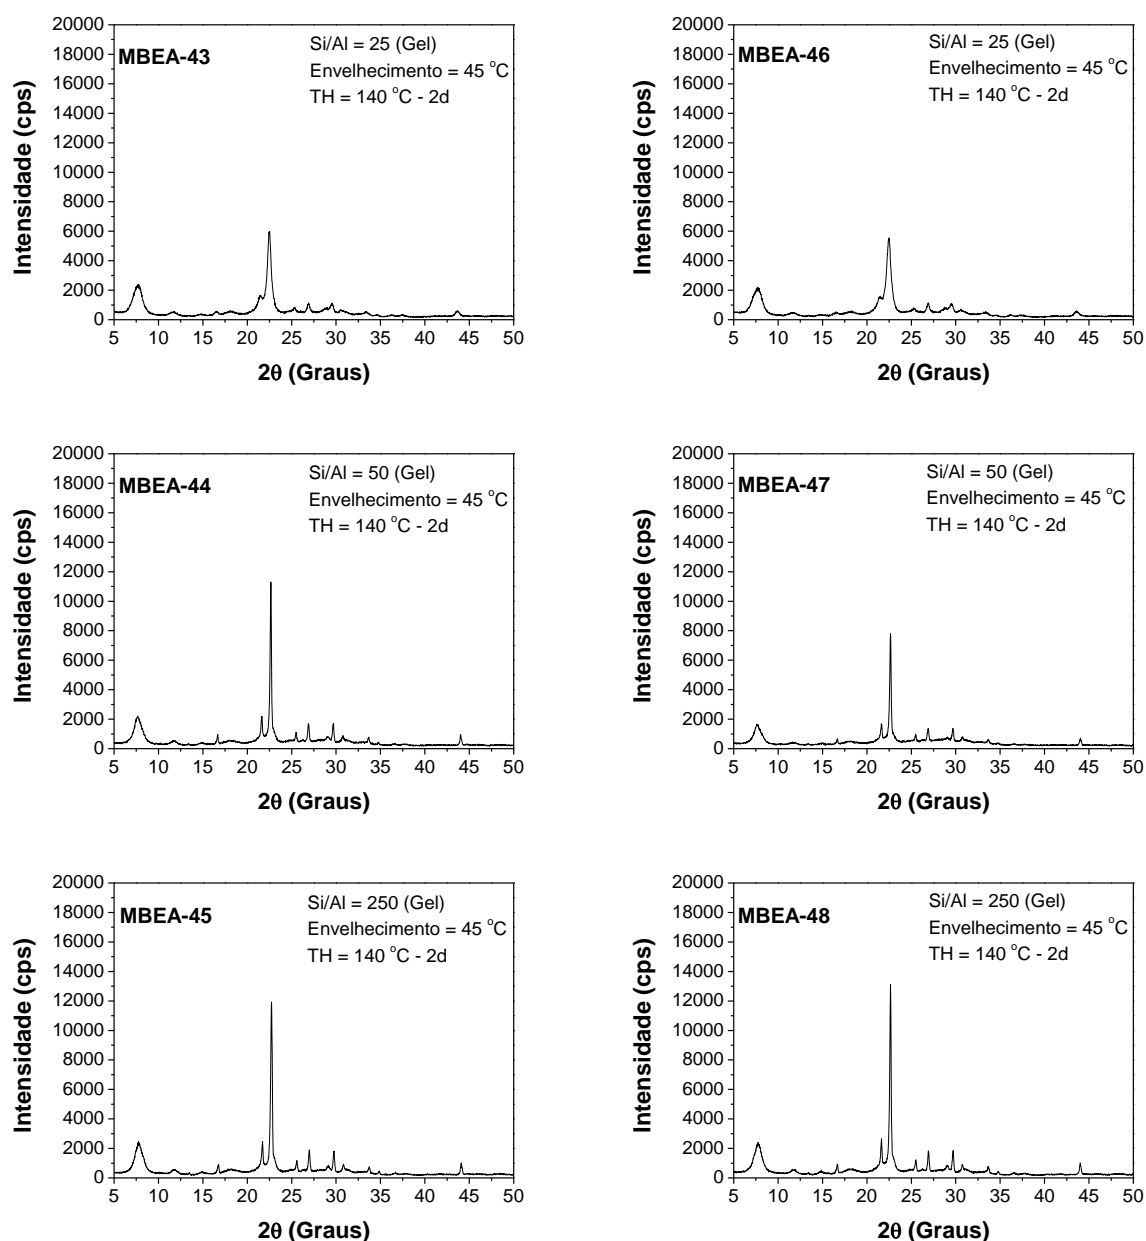 MBEA-43
Si/Al = 25 (Gel)
Envelhecimento = 45 °C
TH = 140 °C - 2d
Intensidade (cps)
20000
18000
16000
14000
12000
10000
8000
6000
4000
2000
0
5 10 15 20 25 30 35 40 45 50
2θ (Graus)
MBEA-46
Si/Al = 25 (Gel)
Envelhecimento = 45 °C
TH = 140 °C - 2d
Intensidade (cps)
20000
18000
16000
14000
12000
10000
8000
6000
4000
2000
0
5 10 15 20 25 30 35 40 45 50
2θ (Graus)
MBEA-44
Si/Al = 50 (Gel)
Envelhecimento = 45 °C
TH = 140 °C - 2d
Intensidade (cps)
20000
18000
16000
14000
12000
10000
8000
6000
4000
2000
0
5 10 15 20 25 30 35 40 45 50
2θ (Graus)
MBEA-47
Si/Al = 50 (Gel)
Envelhecimento = 45 °C
TH = 140 °C - 2d
Intensidade (cps)
20000
18000
16000
14000
12000
10000
8000
6000
4000
2000
0
5 10 15 20 25 30 35 40 45 50
2θ (Graus)
MBEA-45
Si/Al = 250 (Gel)
Envelhecimento = 45 °C
TH = 140 °C - 2d
Intensidade (cps)
20000
18000
16000
14000
12000
10000
8000
6000
4000
2000
0
5 10 15 20 25 30 35 40 45 50
2θ (Graus)
MBEA-48
Si/Al = 250 (Gel)
Envelhecimento = 45 °C
TH = 140 °C - 2d
Intensidade (cps)
20000
18000
16000
14000
12000
10000
8000
6000
4000
2000
0
5 10 15 20 25 30 35 40 45 50
2θ (Graus)